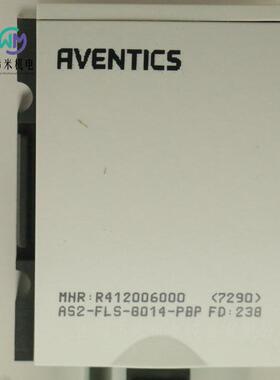 AVENTICS
MNR:R412006000 <7290>
AS2-FLS-G014-PBP FD:238